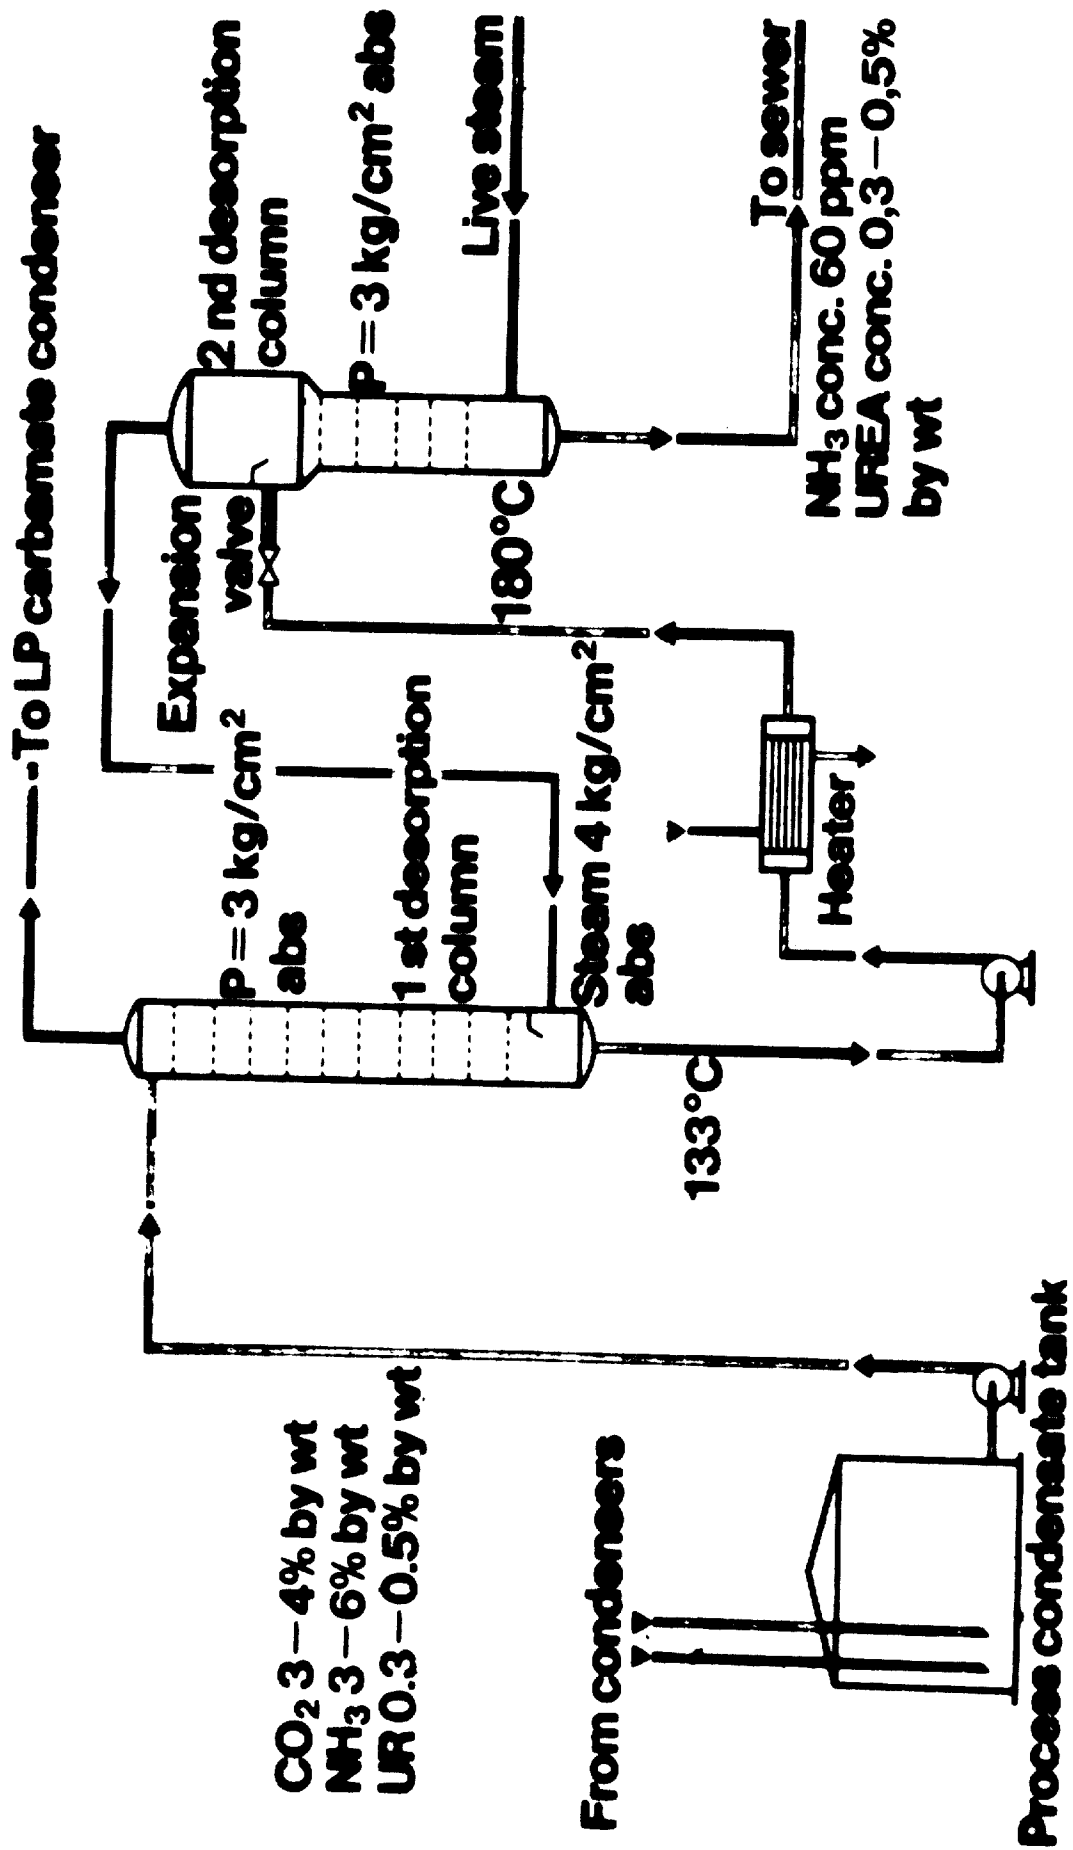 To LP carbamate condenser
2 nd desorption
column
P = 3 kg/cm² abs
Expansion
valve
P = 3 kg/cm²
abs
Live steam
1 st desorption
column
180°C
Steam 4 kg/cm²
abs
CO₂ 3 – 4% by wt
NH₃ 3 – 6% by wt
UR 0.3 – 0.5% by wt
133°C
To sewer
NH₃ conc. 60 ppm
UREA conc. 0,3 – 0,5%
by wt
Heater
From condensers
Process condensate tank